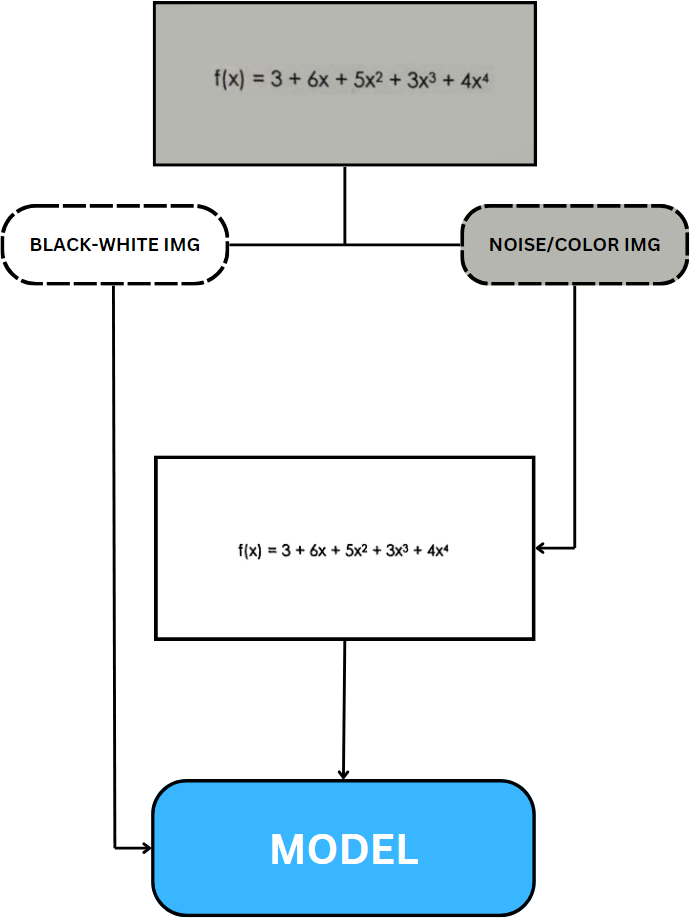 f(x) = 3 + 6x + 5x² + 3x³ + 4x⁴
BLACK-WHITE IMG
NOISE/COLOR IMG
f(x) = 3 + 6x + 5x² + 3x³ + 4x⁴
MODEL